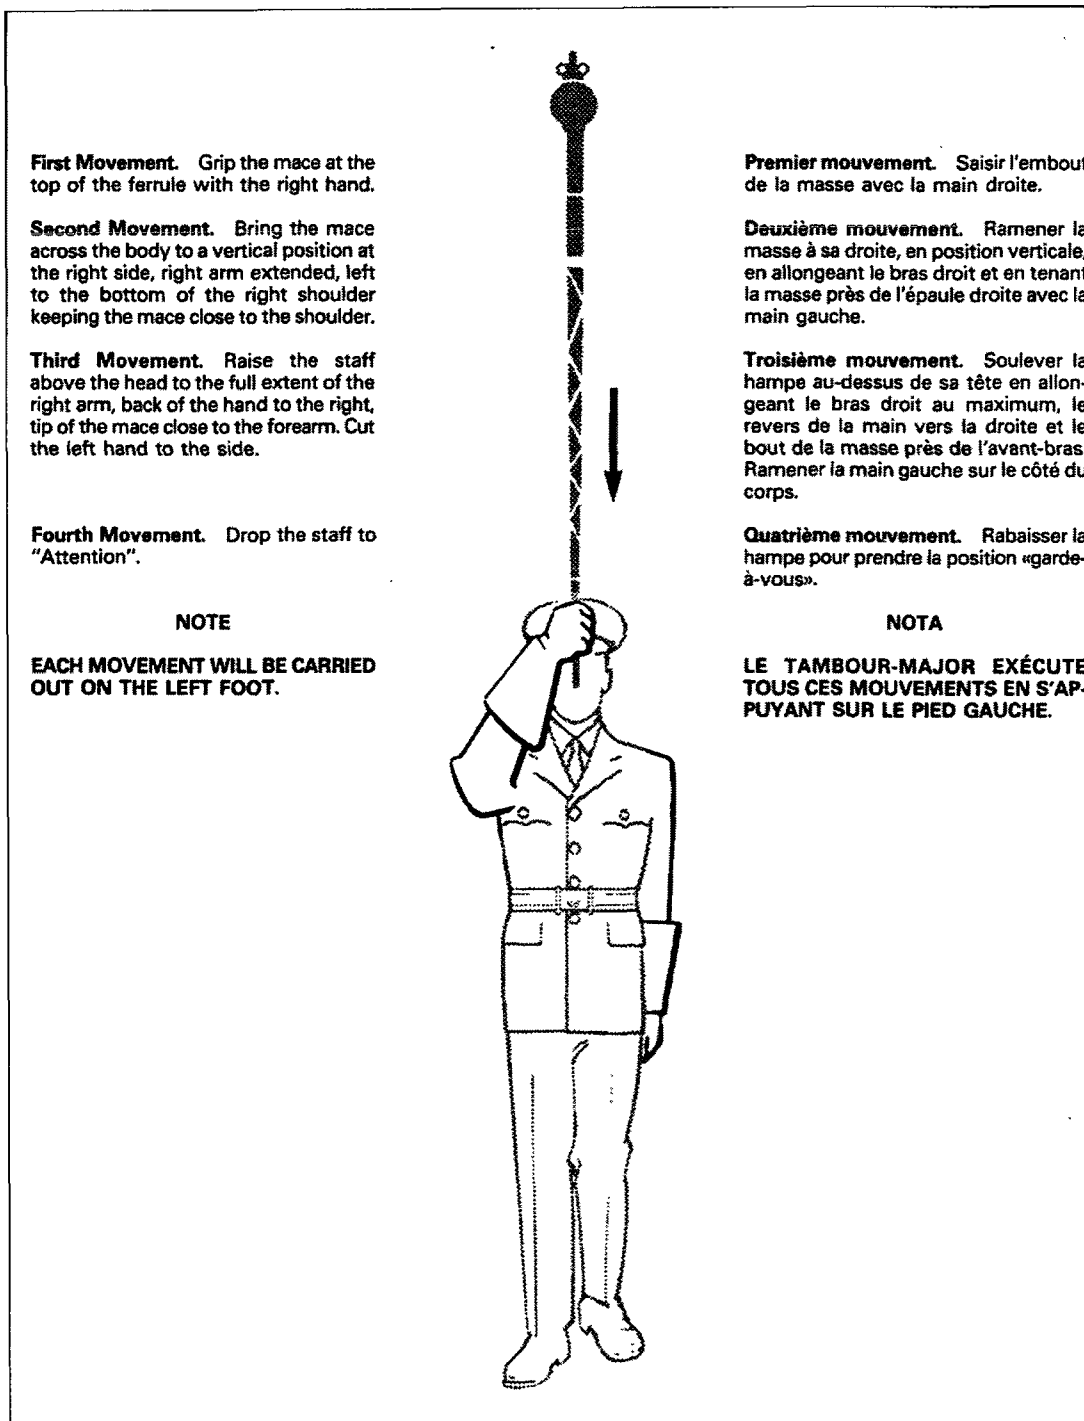 First Movement. Grip the mace at the
top of the ferrule with the right hand.
Second Movement. Bring the mace
across the body to a vertical position at
the right side, right arm extended, left
to the bottom of the right shoulder
keeping the mace close to the shoulder.
Third Movement. Raise the staff
above the head to the full extent of the
right arm, back of the hand to the right,
tip of the mace close to the forearm. Cut
the left hand to the side.
Fourth Movement. Drop the staff to
"Attention".
NOTE
EACH MOVEMENT WILL BE CARRIED
OUT ON THE LEFT FOOT.
Premier mouvement. Saisir l'embout
de la masse avec la main droite.
Deuxième mouvement. Ramener la
masse à sa droite, en position verticale,
en allongeant le bras droit et en tenant
la masse près de l'épaule droite avec la
main gauche.
Troisième mouvement. Soulever la
hampe au-dessus de sa tête en allon-
geant le bras droit au maximum, le
revers de la main vers la droite et le
bout de la masse près de l'avant-bras.
Ramener la main gauche sur le côté du
corps.
Quatrième mouvement. Rabaisser la
hampe pour prendre la position «garde-
à-vous».
NOTA
LE TAMBOUR-MAJOR EXÉCUTE
TOUS CES MOUVEMENTS EN S'AP-
PUYANT SUR LE PIED GAUCHE.